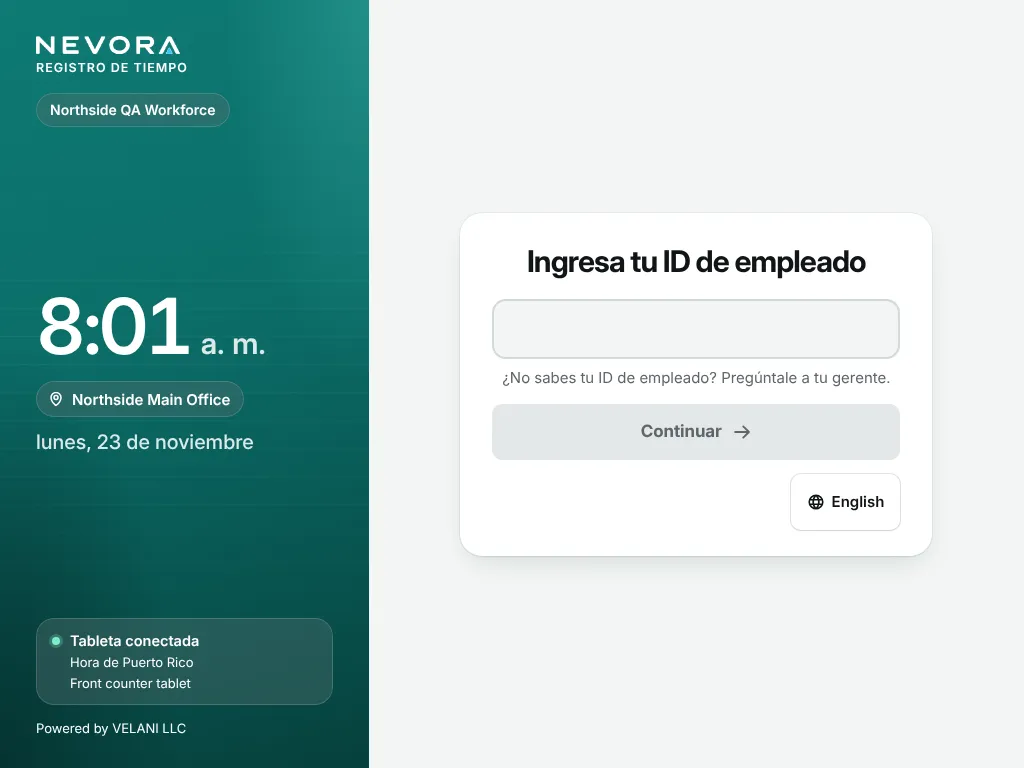 NEVORA
REGISTRO DE TIEMPO
Northside QA Workforce
8:01 a. m.
Northside Main Office
lunes, 23 de noviembre
Tableta conectada
Hora de Puerto Rico
Front counter tablet
Powered by VELANI LLC
Ingresa tu ID de empleado
¿No sabes tu ID de empleado? Pregúntale a tu gerente.
Continuar →
English